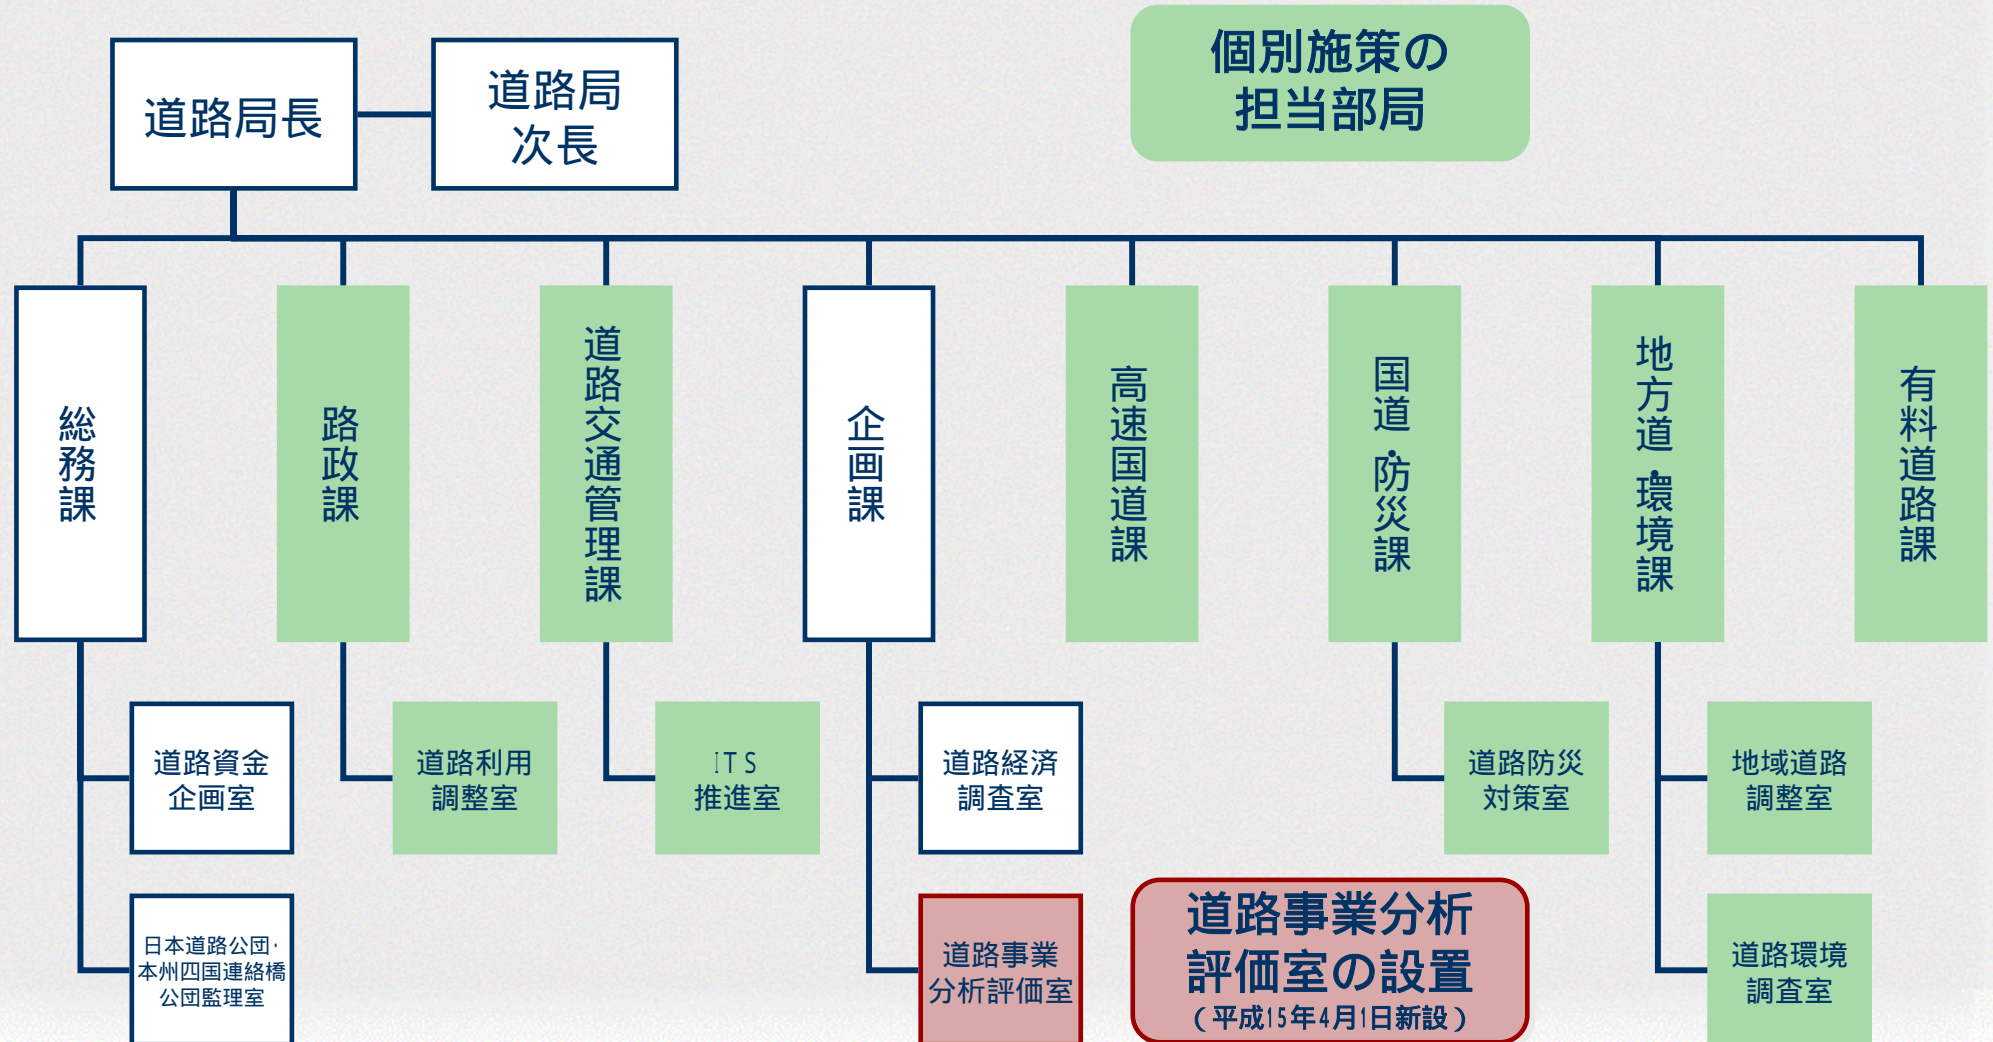 道路局長
道路局
次長
個別施策の
担当部局
総務課
路政課
道路交通管理課
企画課
高速国道課
国道・防災課
地方道・環境課
有料道路課
道路資金
企画室
道路利用
調整室
ITS
推進室
道路経済
調査室
道路防災
対策室
地域道路
調整室
日本道路公団・
本州四国連絡橋
公団監理室
道路事業
分析評価室
道路事業分析
評価室の設置
(平成15年4月1日新設)
道路環境
調査室